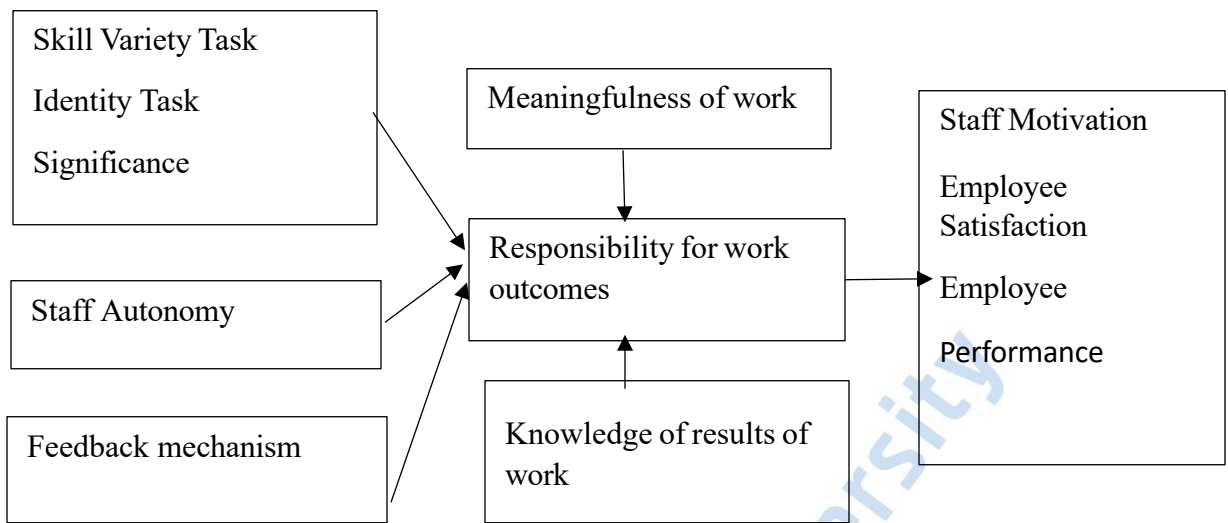 Skill Variety Task
Identity Task
Significance
Staff Autonomy
Feedback mechanism
Meaningfulness of work
Responsibility for work
outcomes
Knowledge of results of
work
Staff Motivation
Employee
Satisfaction
Employee
Performance